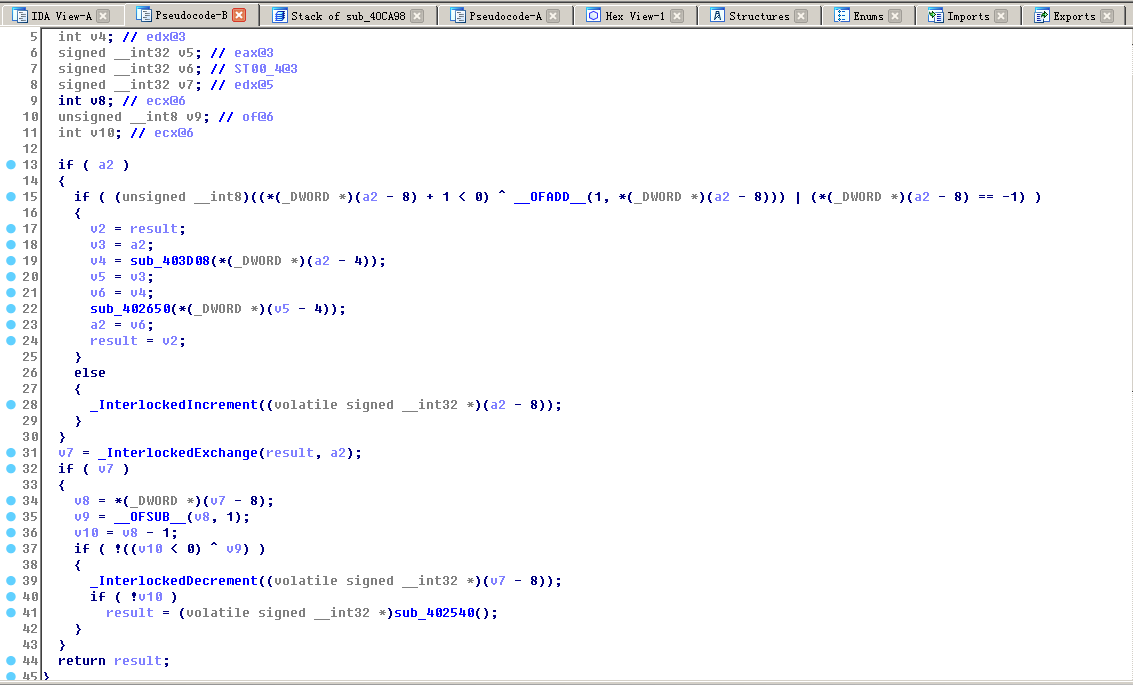 IDA View-A Pseudocode-B Stack of sub_40CA98 Pseudocode-A Hex View-1 Structures Enums Imports Exports
5 int v4; // edx@3
6 signed __int32 v5; // eax@3
7 signed __int32 v6; // ST00_4@3
8 signed __int32 v7; // edx@5
9 int v8; // ecx@6
10 unsigned __int8 v9; // of@6
11 int v10; // ecx@6
12
13 if ( a2 )
14 {
15 if ( (unsigned __int8)((*(_DWORD *)(a2 - 8) + 1 < 0) ^ __OFADD__(1, *(_DWORD *)(a2 - 8))) | (*(_DWORD *)(a2 - 8) == -1) )
16 {
17 v2 = result;
18 v3 = a2;
19 v4 = sub_403D08(*(_DWORD *)(a2 - 4));
20 v5 = v3;
21 v6 = v4;
22 sub_402650(*(_DWORD *)(v5 - 4));
23 a2 = v6;
24 result = v2;
25 }
26 else
27 {
28 _InterlockedIncrement((volatile signed __int32 *)(a2 - 8));
29 }
30 }
31 v7 = _InterlockedExchange(result, a2);
32 if ( v7 )
33 {
34 v8 = *(_DWORD *)(v7 - 8);
35 v9 = __OFSUB__(v8, 1);
36 v10 = v8 - 1;
37 if ( !((v10 < 0) ^ v9) )
38 {
39 _InterlockedDecrement((volatile signed __int32 *)(v7 - 8));
40 if ( !v10 )
41 result = (volatile signed __int32 *)sub_402540();
42 }
43 }
44 return result;
45 }